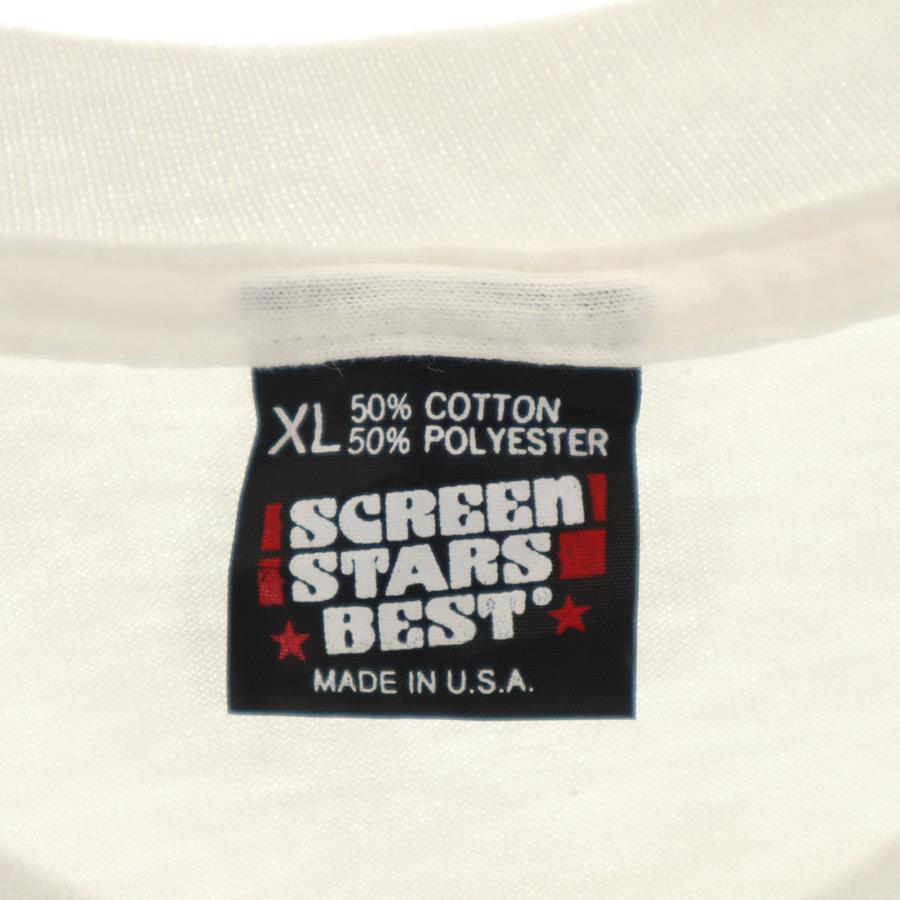 XL 50% COTTON
50% POLYESTER
SCREEN
STARS
BEST
MADE IN U.S.A.